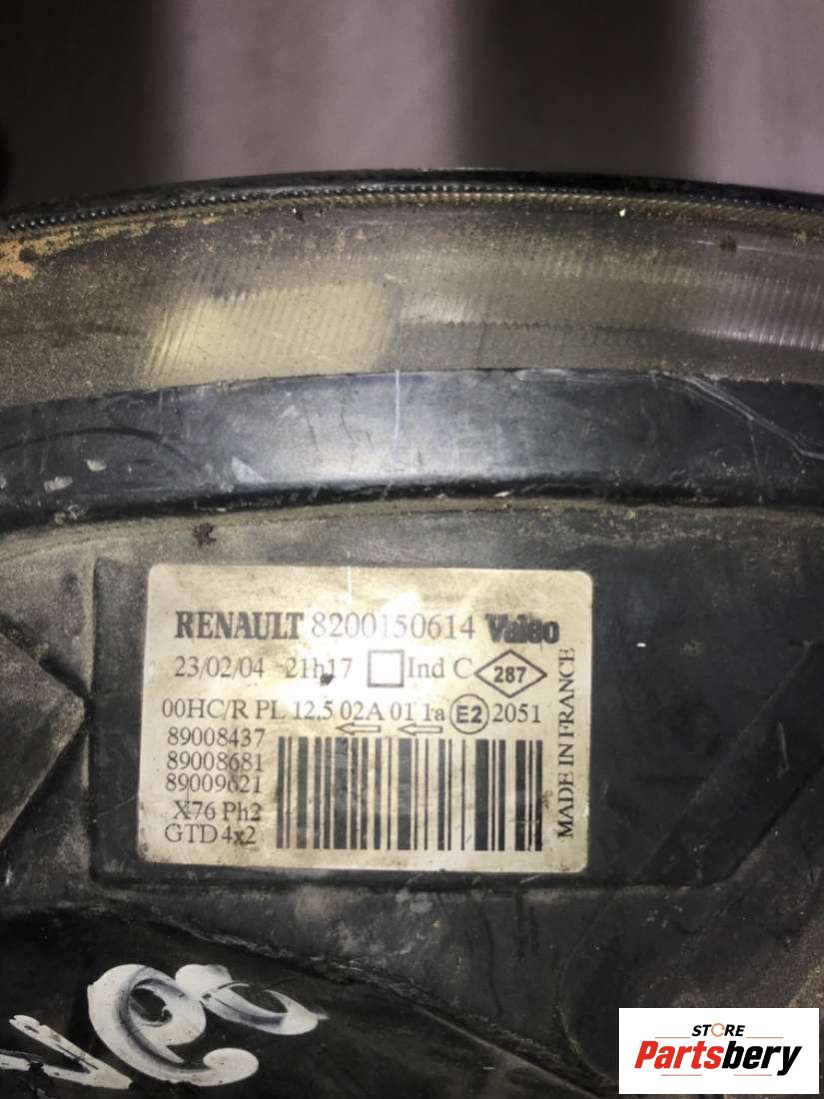 RENAULT 8200150614 Valeo
23/02/04 21h17 Ind C 287
00HC/R PL 12,5 02A 01 1a E2 2051
89008437
89008681
89009621
X76 Ph2
GTD 4x2
MADE IN FRANCE
STORE
Partsbery